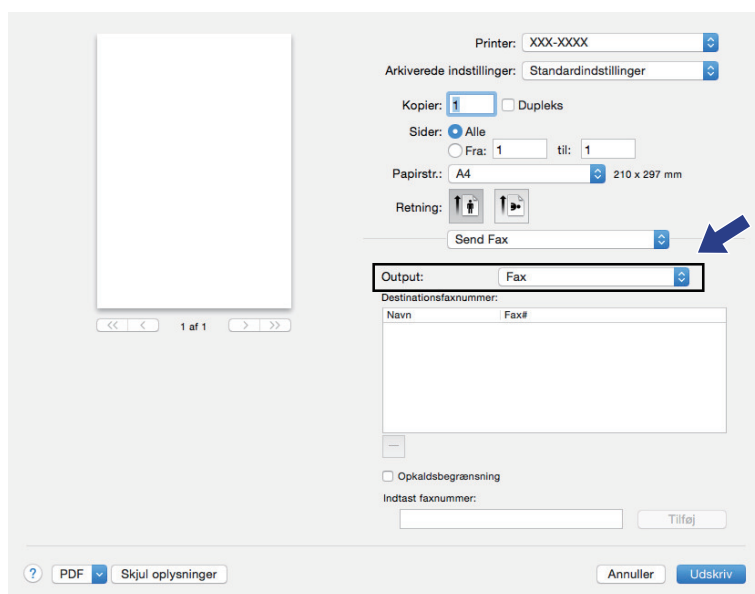 Printer: XXX-XXXX
Arkiverede indstillinger: Standardindstillinger
Kopier: 1 Dupleks
Sider: Alle
Fra: 1 til: 1
Papirstr.: A4 210 x 297 mm
Retning:
Send Fax
Output: Fax
Destinationsfaxnummer:
Navn Fax#
1 af 1
Opkaldsbegrænsning
Indtast faxnummer:
Tilføj
? PDF Skjul oplysninger Annuller Udskriv